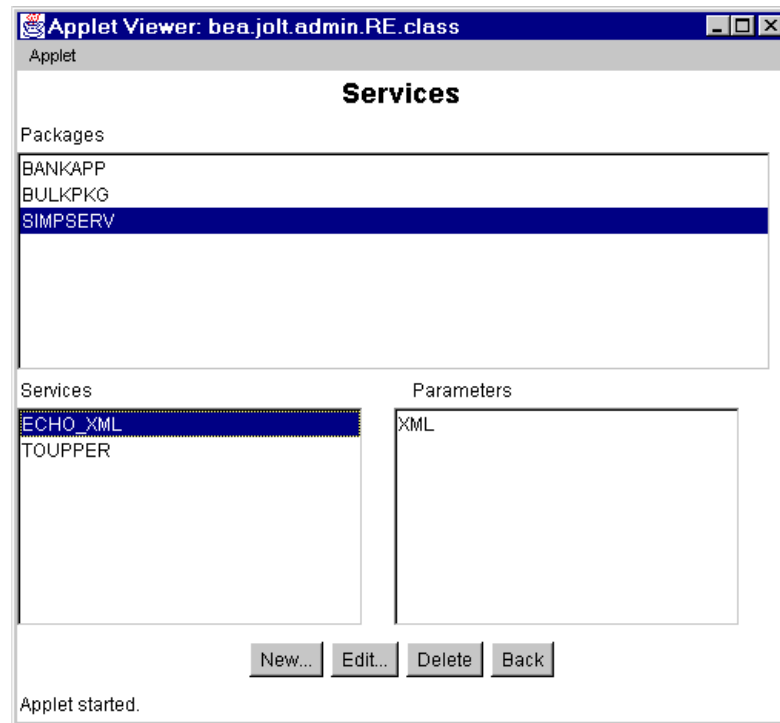 Applet Viewer: bea.jolt.admin.RE.class
Applet
Services
Packages
BANKAPP
BULKPKG
SIMPSERV
Services Parameters
ECHO_XML XML
TOUPPER
New... Edit... Delete Back
Applet started.